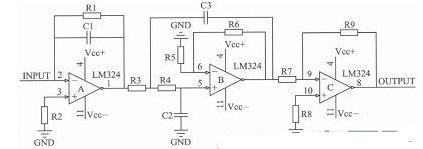 R1
C1
C3
GND
R6
R9
Vcc+
Vcc+
Vcc+
R5
4
4
4
INPUT 2
LM324
6
LM324
9
LM324
OUTPUT
A
1
R3
R4
B
7
R7
C
8
3
5
10
11
Vcc-
11
Vcc-
11
Vcc-
R2
C2
R8
GND
GND
GND